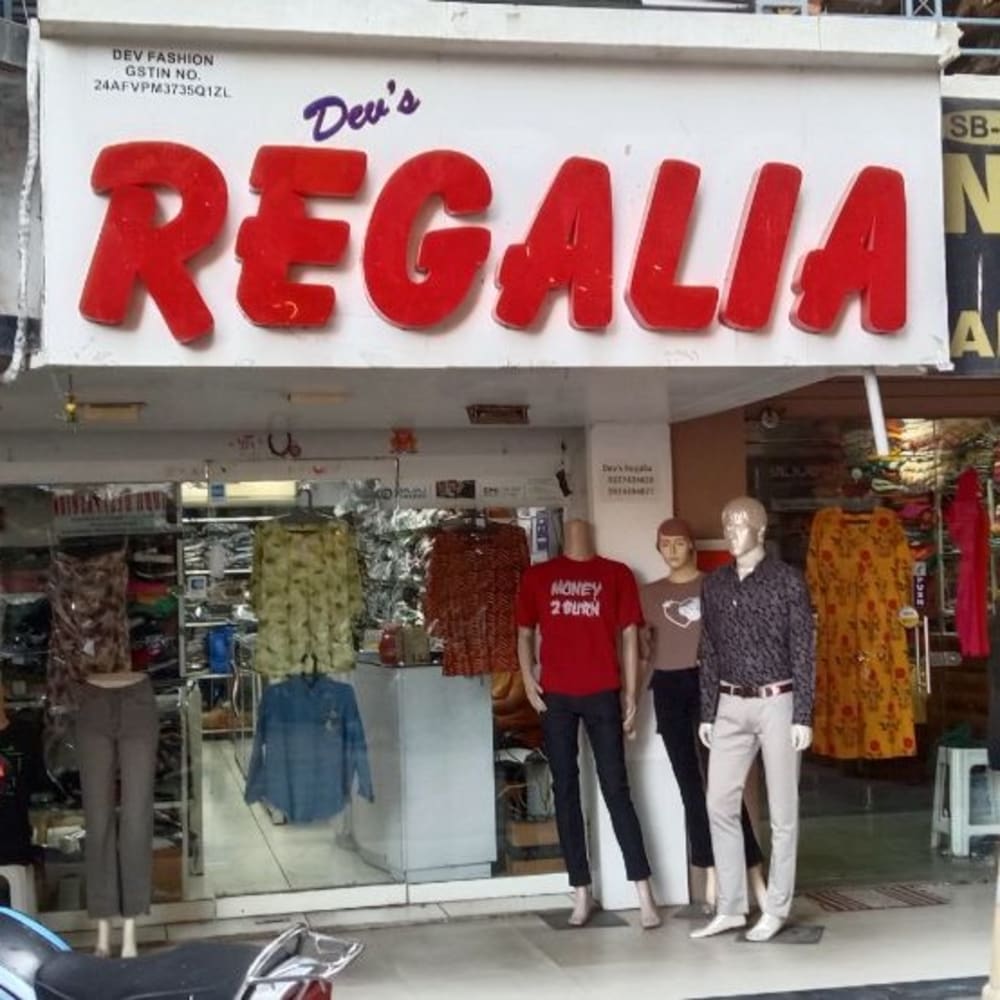 DEV FASHION
GSTIN NO.
24AFVPM3735Q1ZL
Dev's
REGALIA
SB-
N
A
Dev's Regalia
MONEY
2 BURN